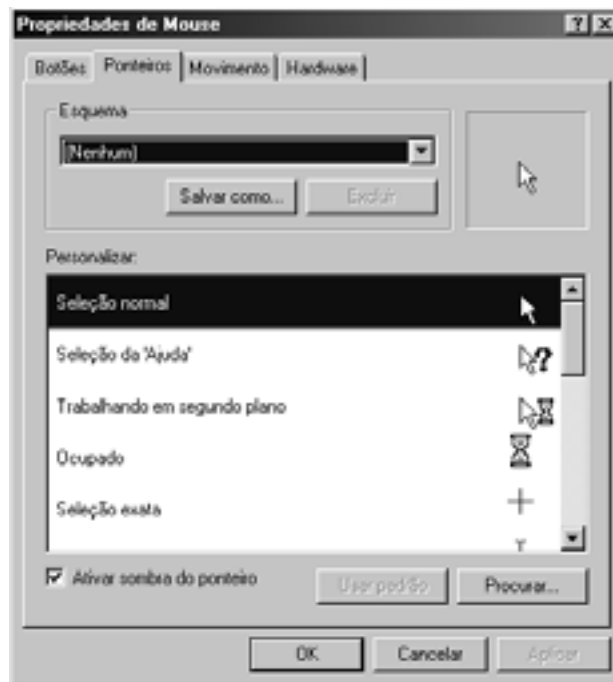 Propriedades de Mouse
Botões Ponteiros Movimento Hardware
Esquema
(Nenhum)
Salvar como... Excluir
Personalizar:
Seleção normal
Seleção da 'Ajuda'
Trabalhando em segundo plano
Ocupado
Seleção exata
Ativar sombra do ponteiro
Usar padrão Procurar...
OK Cancelar Aplicar